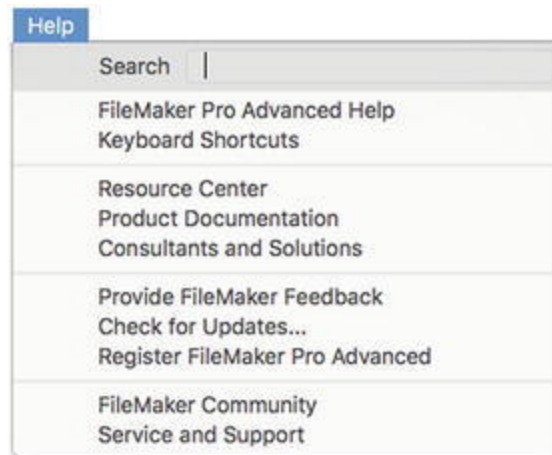 Help
Search
FileMaker Pro Advanced Help
Keyboard Shortcuts
Resource Center
Product Documentation
Consultants and Solutions
Provide FileMaker Feedback
Check for Updates...
Register FileMaker Pro Advanced
FileMaker Community
Service and Support